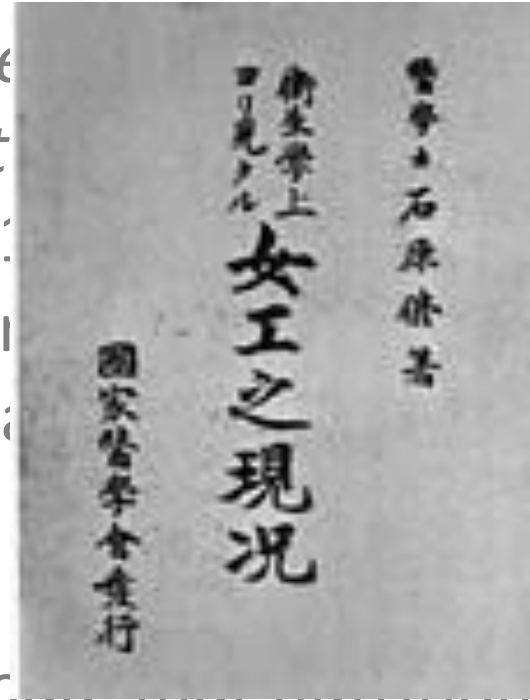 醫學士石原修著
衛生學上
ヨリ見タル
女工之現況
國家醫學會發行